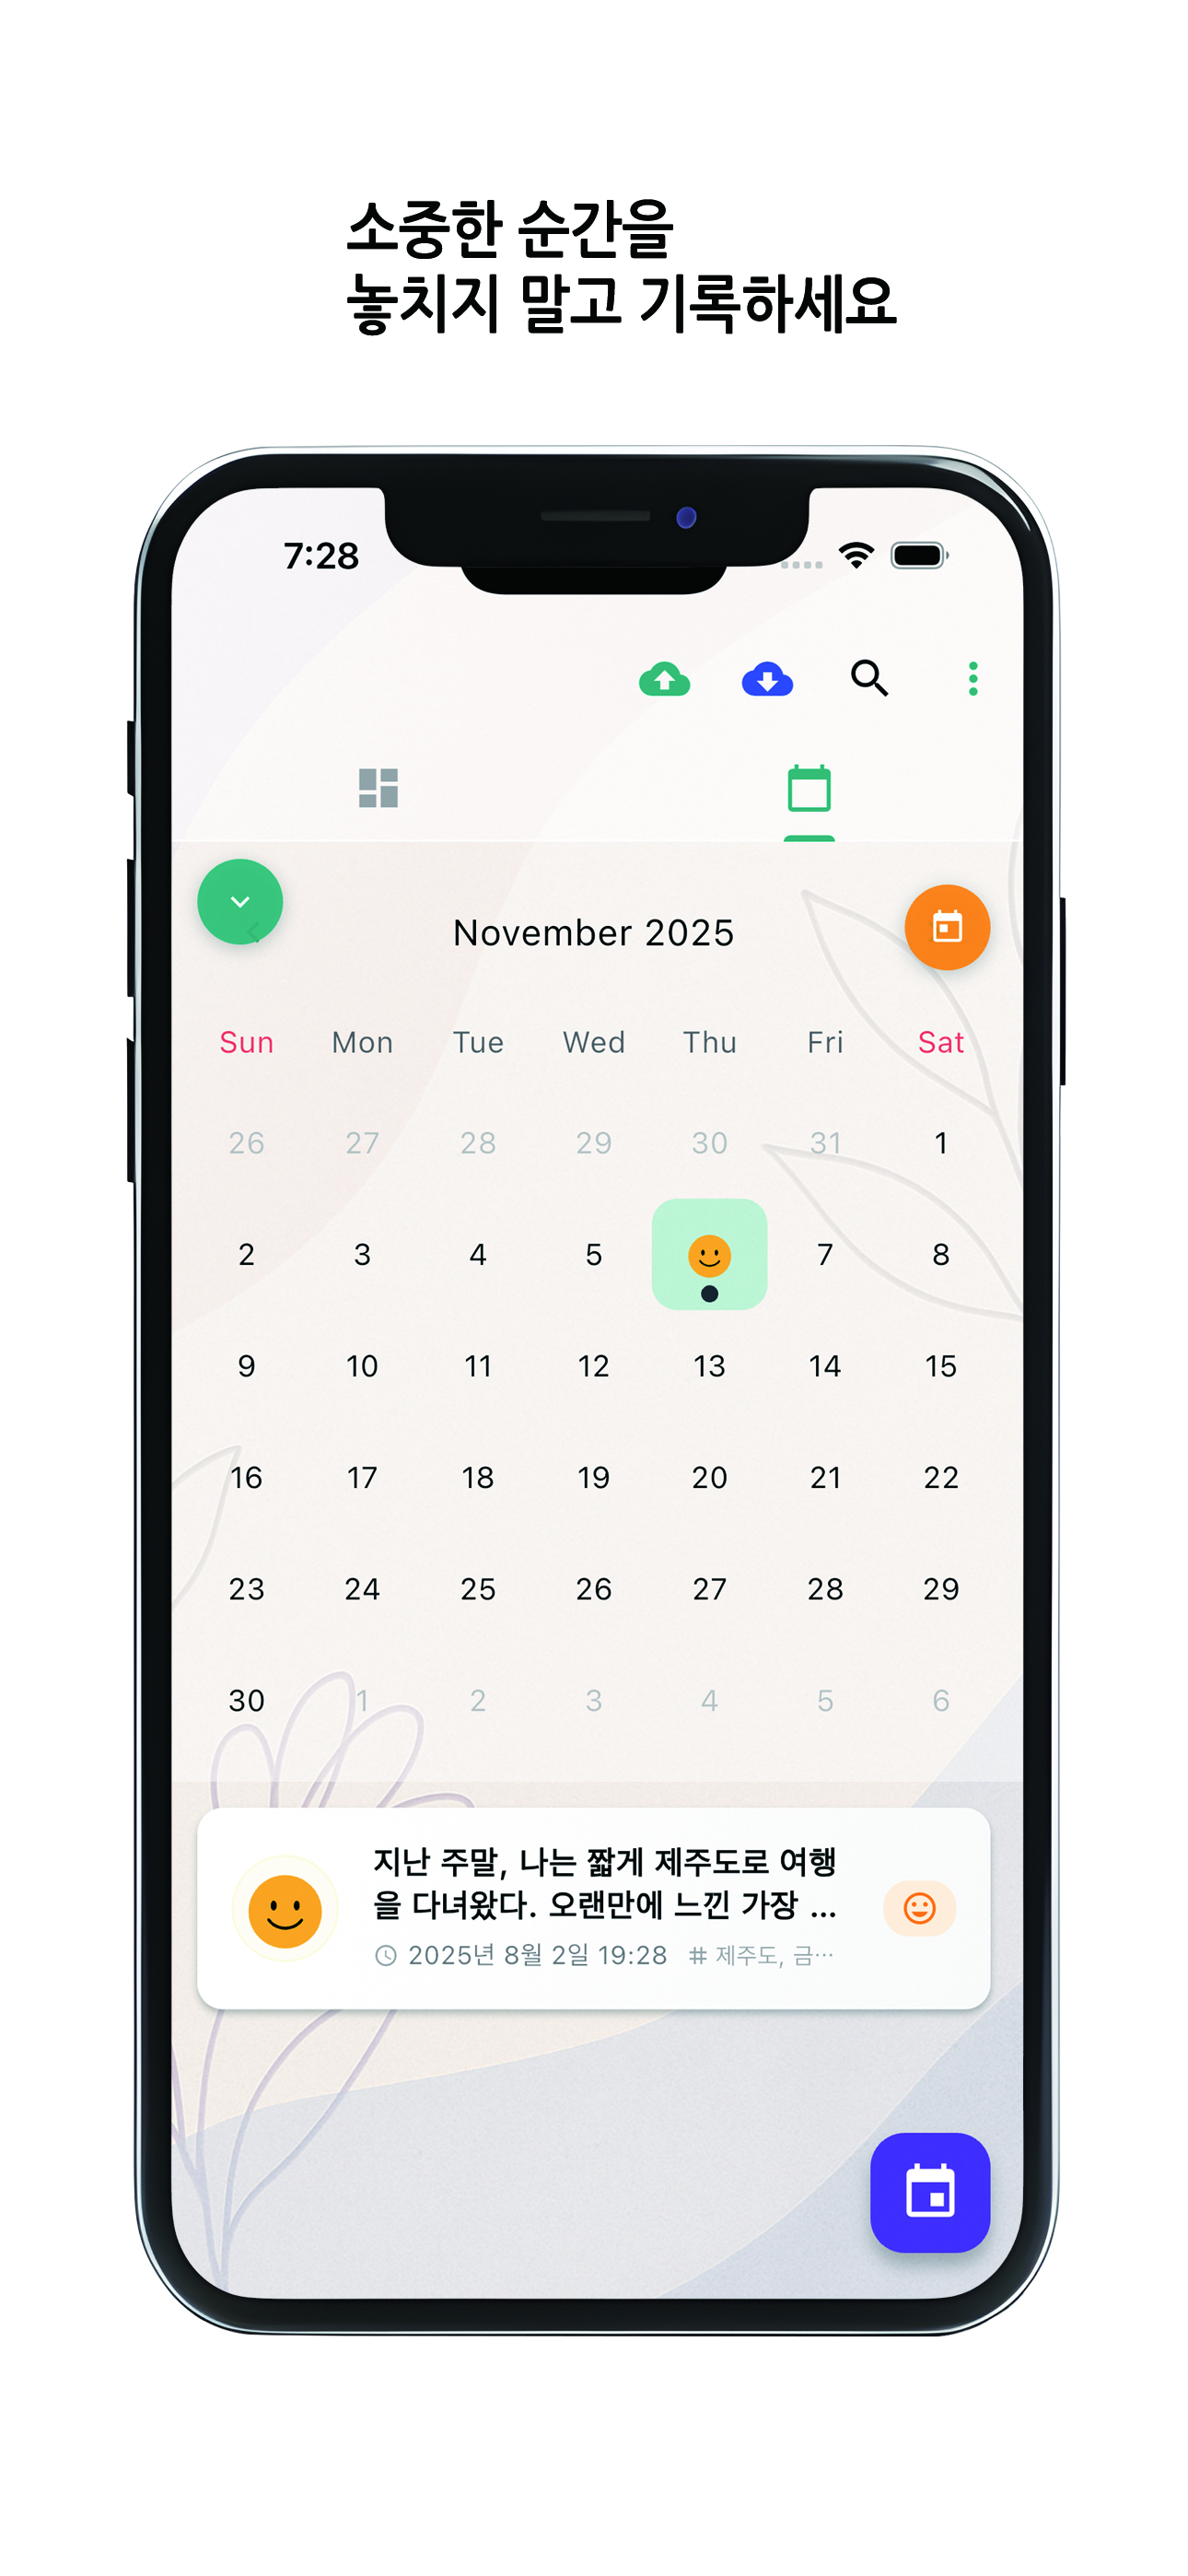 소중한 순간을
놓치지 말고 기록하세요
7:28
November 2025
Sun Mon Tue Wed Thu Fri Sat
26 27 28 29 30 31 1
2 3 4 5 7 8
9 10 11 12 13 14 15
16 17 18 19 20 21 22
23 24 25 26 27 28 29
30 1 2 3 4 5 6
지난 주말, 나는 짧게 제주도로 여행
을 다녀왔다. 오랜만에 느낀 가장 ...
2025년 8월 2일 19:28 # 제주도, 금...